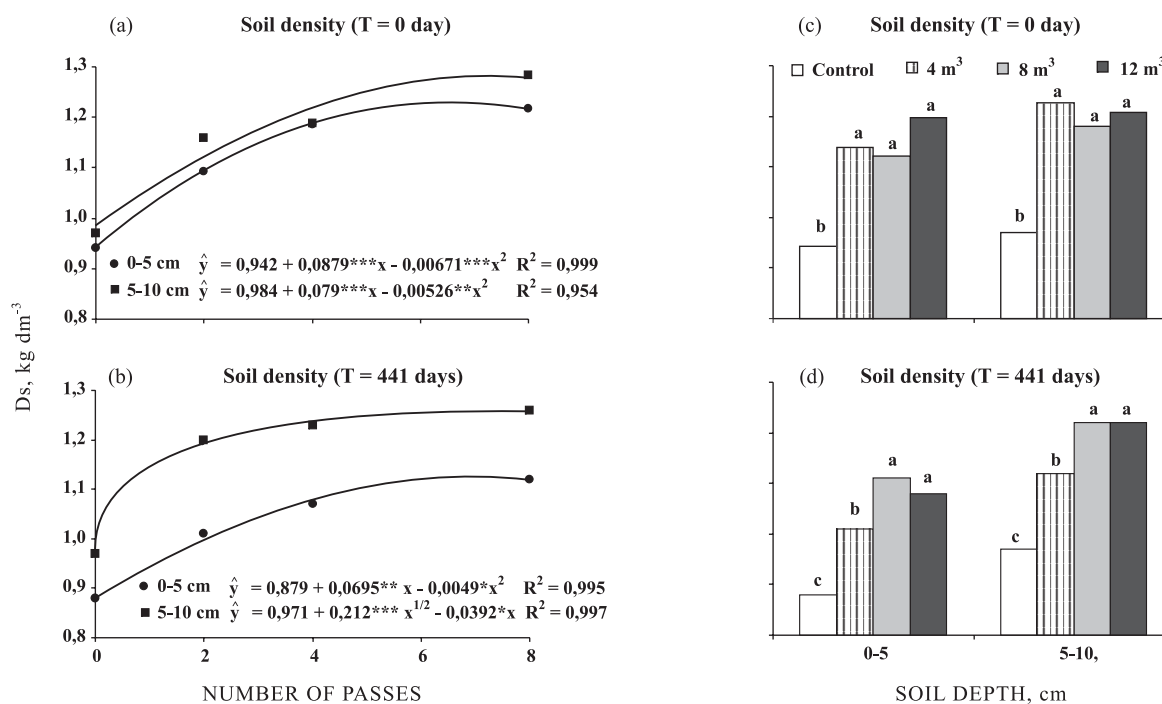 (a) Soil density (T = 0 day)
1,3
1,2
1,1
1,0
0,9
0,8
0-5 cm ŷ = 0,942 + 0,0879***x - 0,00671***x² R² = 0,999
5-10 cm ŷ = 0,984 + 0,079***x - 0,00526**x² R² = 0,954
(c) Soil density (T = 0 day)
Control 4 m³ 8 m³ 12 m³
b a a a b a a a
Ds, kg dm⁻³
(b) Soil density (T = 441 days)
1,3
1,2
1,1
1,0
0,9
0,8
0-5 cm ŷ = 0,879 + 0,0695** x - 0,0049*x² R² = 0,995
5-10 cm ŷ = 0,971 + 0,212*** x^1/2 - 0,0392*x R² = 0,997
0 2 4 6 8
NUMBER OF PASSES
(d) Soil density (T = 441 days)
c b a a c b a a
0-5 5-10,
SOIL DEPTH, cm